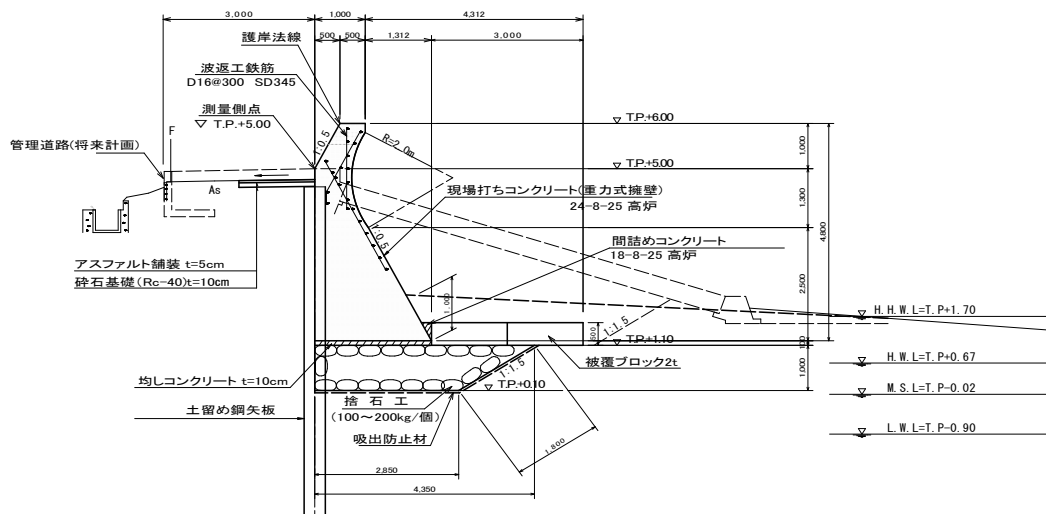 3,000
1,000
4,312
500
500
1,312
3,000
護岸法線
波返工鉄筋
D16@300 SD345
測量側点
▽ T.P.+5.00
F
管理道路(将来計画)
As
1:0.5
R=2.0m
T.P.+6.00
T.P.+5.00
1,000
1,300
4,800
2,500
100
1,000
現場打ちコンクリート(重力式擁壁)
24-8-25 高炉
1:0.5
間詰めコンクリート
18-8-25 高炉
アスファルト舗装 t=5cm
砕石基礎(Rc-40)t=10cm
1,000
500
1:1.5
T.P.+1.10
H.H.W.L=T.P+1.70
被覆ブロック2t
H.W.L=T.P+0.67
均しコンクリート t=10cm
1:1.5
T.P.+0.10
M.S.L=T.P-0.02
捨石工
(100～200kg/個)
土留め鋼矢板
吸出防止材
L.W.L=T.P-0.90
1,800
2,850
4,350